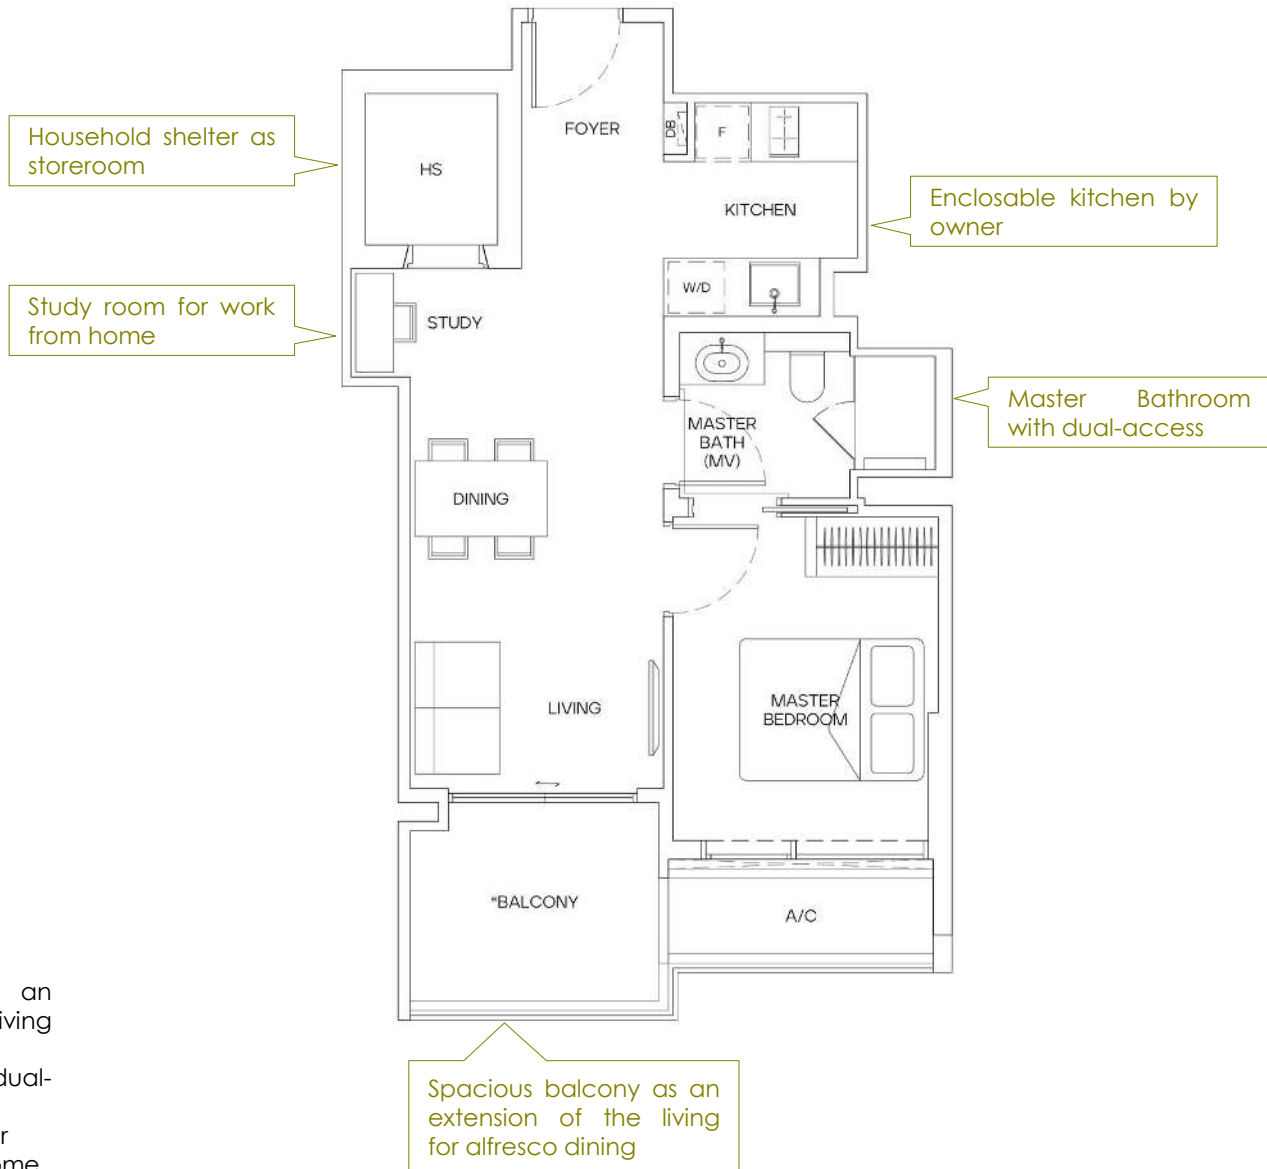 FOYER
DB
F
Household shelter as
storeroom
HS
KITCHEN
Enclosable kitchen by
owner
W/D
Study room for work
from home
STUDY
Master Bathroom
with dual-access
MASTER
BATH
(MV)
DINING
LIVING
MASTER
BEDROOM
*BALCONY
A/C
an
iving
dual-
r
ome
Spacious balcony as an
extension of the living
for alfresco dining